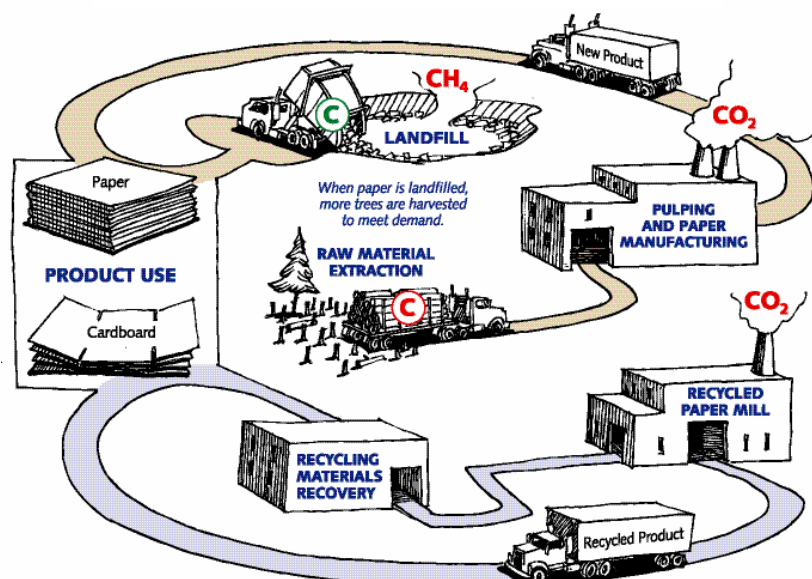 New Product
CH₄
C
LANDFILL
CO₂
Paper
When paper is landfilled,
more trees are harvested
to meet demand.
PULPING
AND PAPER
MANUFACTURING
RAW MATERIAL
EXTRACTION
PRODUCT USE
C
CO₂
Cardboard
RECYCLED
PAPER MILL
RECYCLING
MATERIALS
RECOVERY
Recycled Product